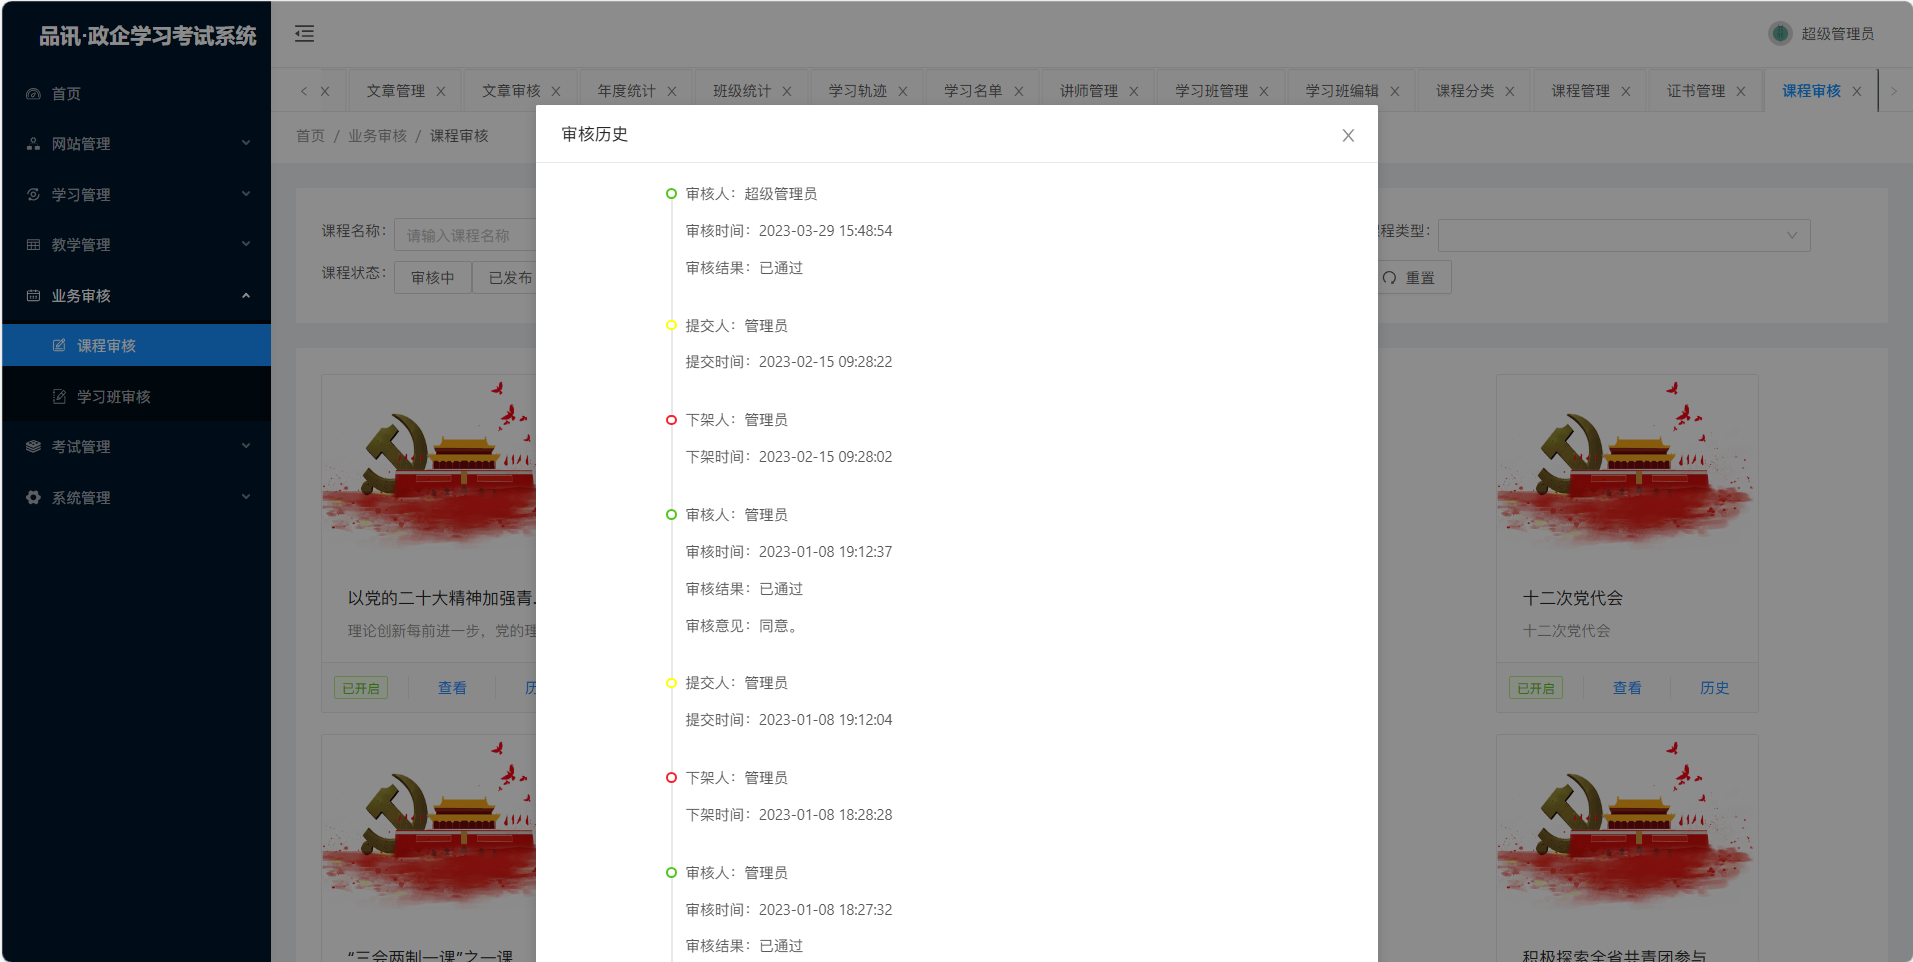 品讯·政企学习考试系统
首页
网站管理
学习管理
教学管理
业务审核
课程审核
学习班审核
考试管理
系统管理
超级管理员
文章管理 文章审核 年度统计 班级统计 学习轨迹 学习名单 讲师管理 学习班管理 学习班编辑 课程分类 课程管理 证书管理 课程审核
首页 / 业务审核 / 课程审核
课程名称： 请输入课程名称
程类型：
课程状态： 审核中 已发布
重置
审核历史
审核人：超级管理员
审核时间：2023-03-29 15:48:54
审核结果：已通过
提交人：管理员
提交时间：2023-02-15 09:28:22
下架人：管理员
下架时间：2023-02-15 09:28:02
审核人：管理员
审核时间：2023-01-08 19:12:37
审核结果：已通过
审核意见：同意。
提交人：管理员
提交时间：2023-01-08 19:12:04
下架人：管理员
下架时间：2023-01-08 18:28:28
审核人：管理员
审核时间：2023-01-08 18:27:32
审核结果：已通过
以党的二十大精神加强青.
理论创新每前进一步，党的理
已开启 查看 历
“三会两制一课”之一课
十二次党代会
十二次党代会
已开启 查看 历史
积极探索全省共青团参与